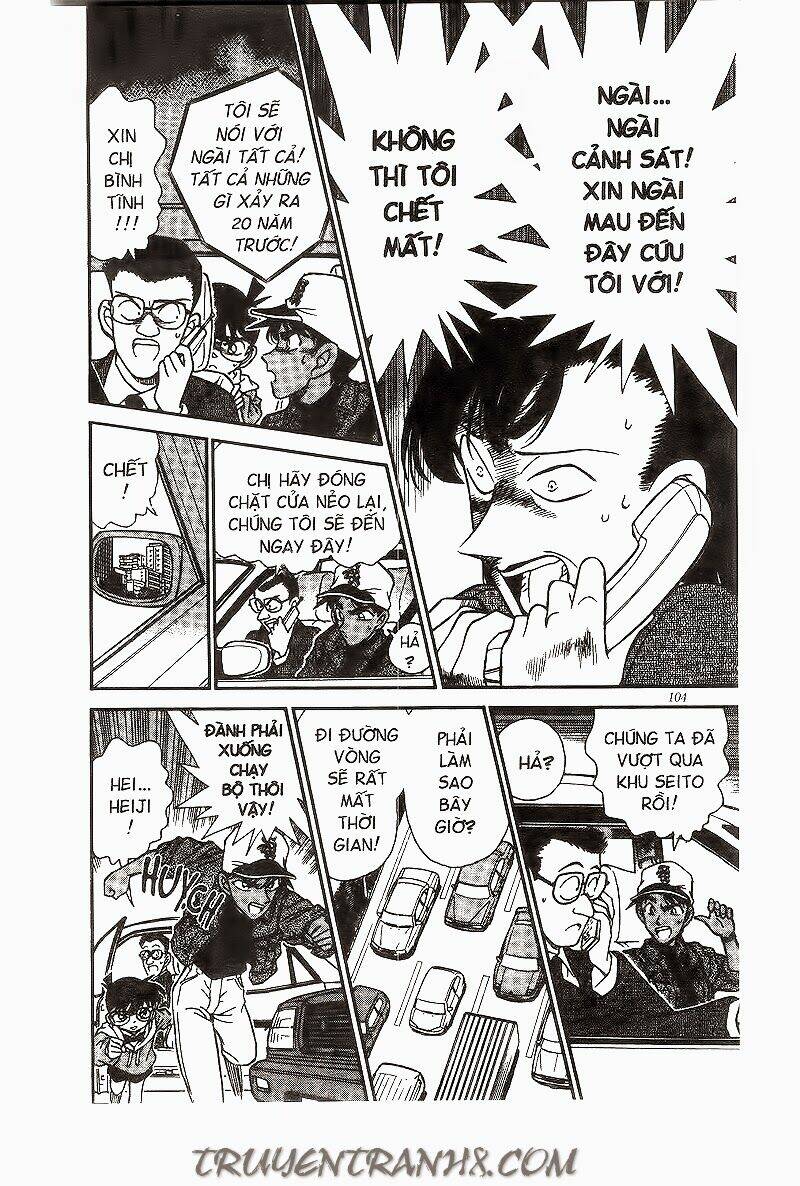 NGÀI...
NGÀI
CẢNH SÁT!
XIN NGÀI
MAU ĐẾN
ĐÂY CỨU
TÔI VỚI!
KHÔNG
THÌ TÔI
CHẾT
MẤT!
TÔI SẼ
NÓI VỚI
NGÀI TẤT CẢ!
TẤT CẢ NHỮNG
GÌ XẢY RA
20 NĂM
TRƯỚC!
XIN
CHỊ
BÌNH
TĨNH
!!!
CHỊ HÃY ĐÓNG
CHẶT CỬA NẺO LẠI,
CHÚNG TÔI SẼ ĐẾN
NGAY ĐÂY!
HẢ
?
CHẾT
!
104
CHÚNG TA ĐÃ
VƯỢT QUA
KHU SEITO
RỒI!
HẢ?
PHẢI
LÀM
SAO
BÂY
GIỜ?
ĐI ĐƯỜNG
VÒNG
SẼ RẤT
MẤT
THỜI
GIAN!
ĐÀNH PHẢI
XUỐNG
CHẠY
BỘ THÔI
VẬY!
HEI...
HEIJI
!
HUỴCH
TRUYENTRANH8.COM